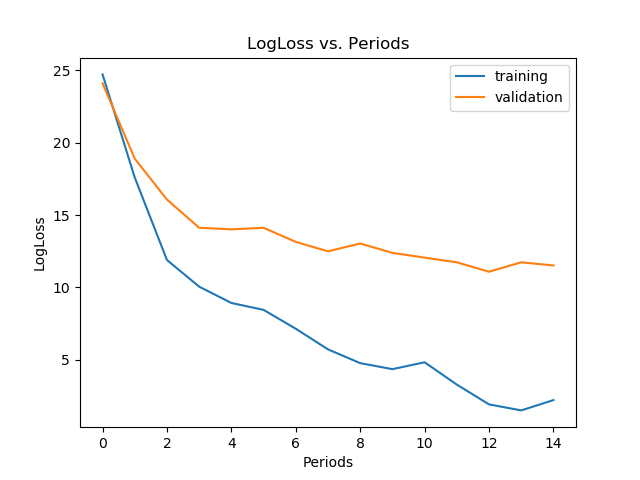 LogLoss vs. Periods
training
validation
LogLoss
25
20
15
10
5
0 2 4 6 8 10 12 14
Periods